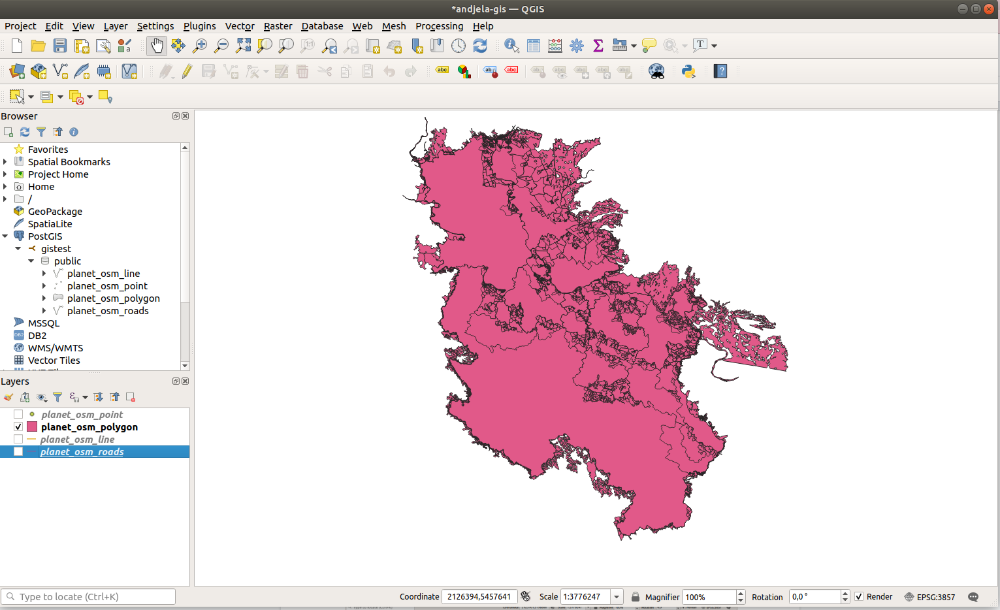 *andjela-gis — QGIS
Project Edit View Layer Settings Plugins Vector Raster Database Web Mesh Processing Help
Browser
Favorites
Spatial Bookmarks
Project Home
Home
/
GeoPackage
SpatiaLite
PostGIS
gistest
public
planet_osm_line
planet_osm_point
planet_osm_polygon
planet_osm_roads
MSSQL
DB2
WMS/WMTS
Vector Tiles
Layers
planet_osm_point
planet_osm_polygon
planet_osm_line
planet_osm_roads
Type to locate (Ctrl+K)
Coordinate 2126394,5457641 Scale 1:3776247 Magnifier 100% Rotation 0,0 ° Render EPSG:3857